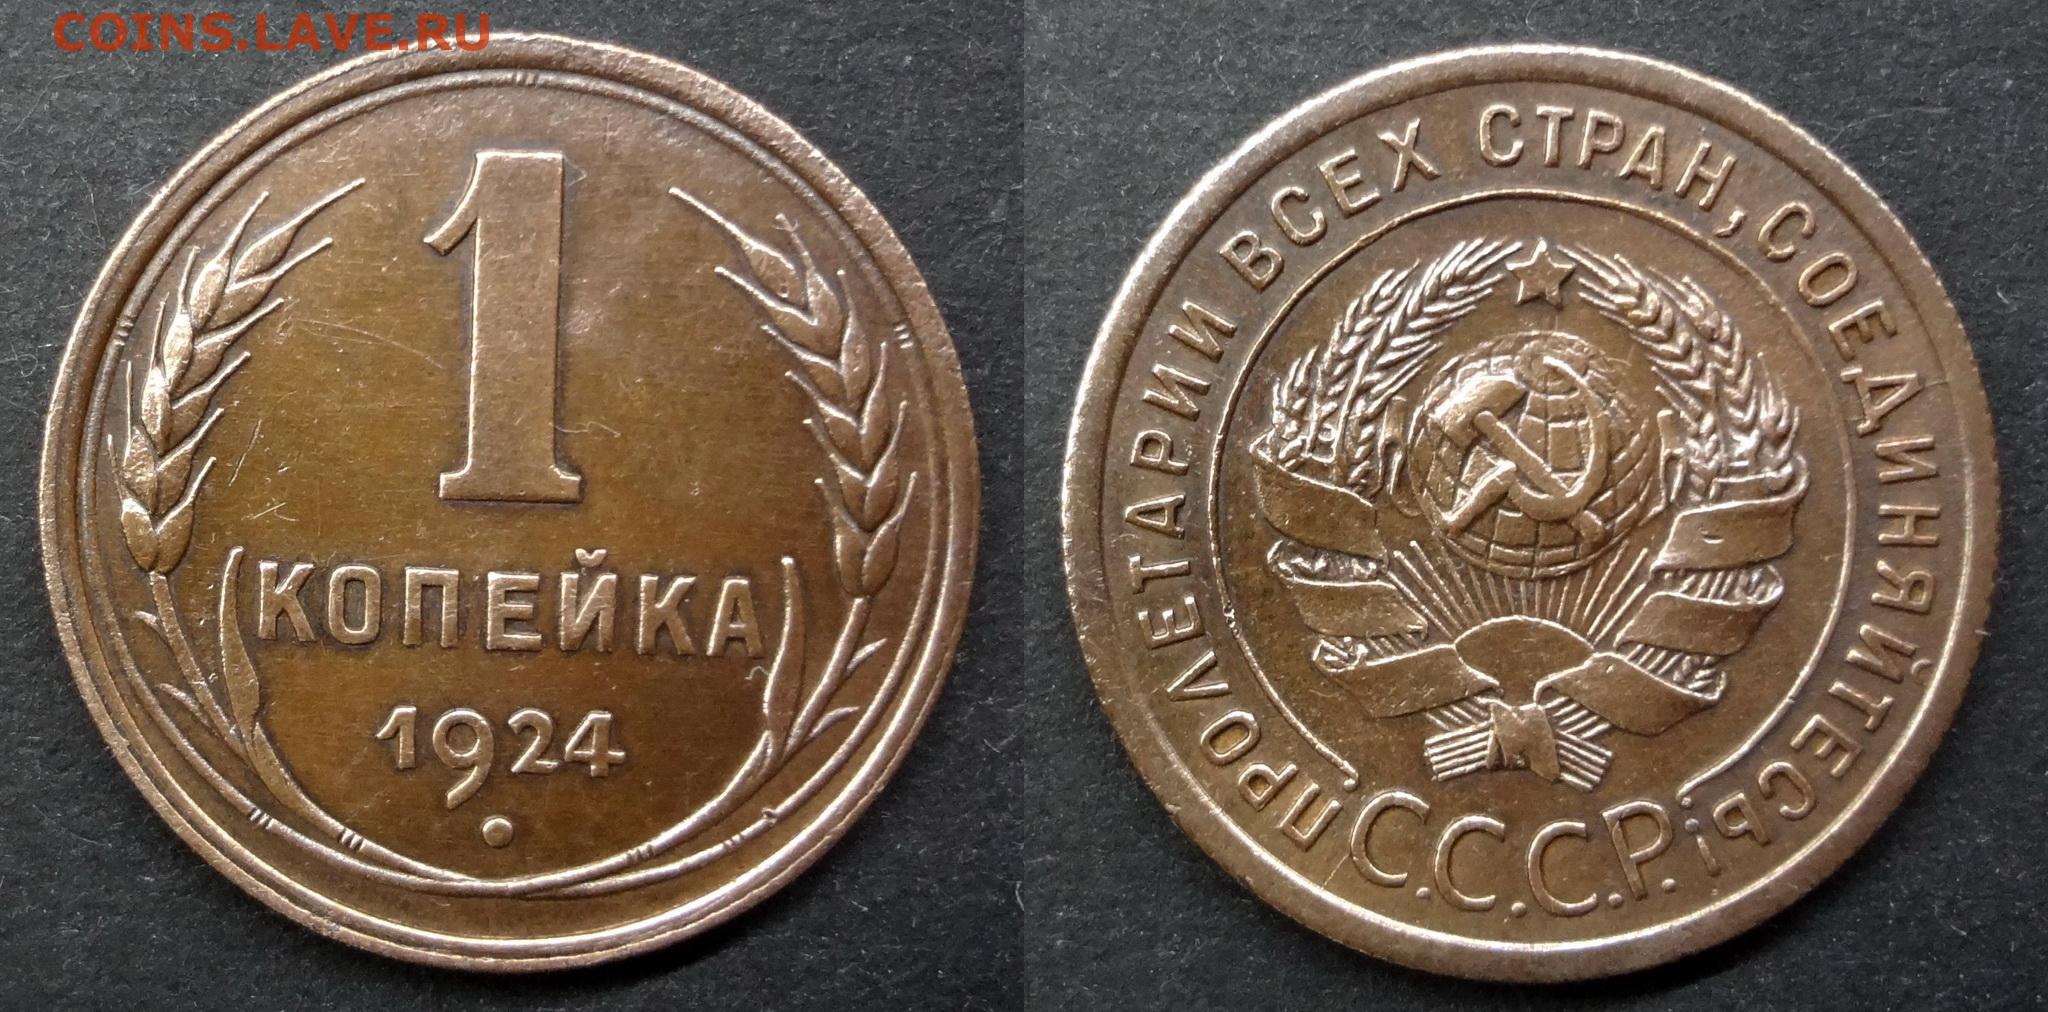 COINS.LAVE.RU
1
КОПЕЙКА
1924
ПРОЛЕТАРИИ ВСЕХ СТРАН, СОЕДИНЯЙТЕСЬ¡
С.С.С.Р.